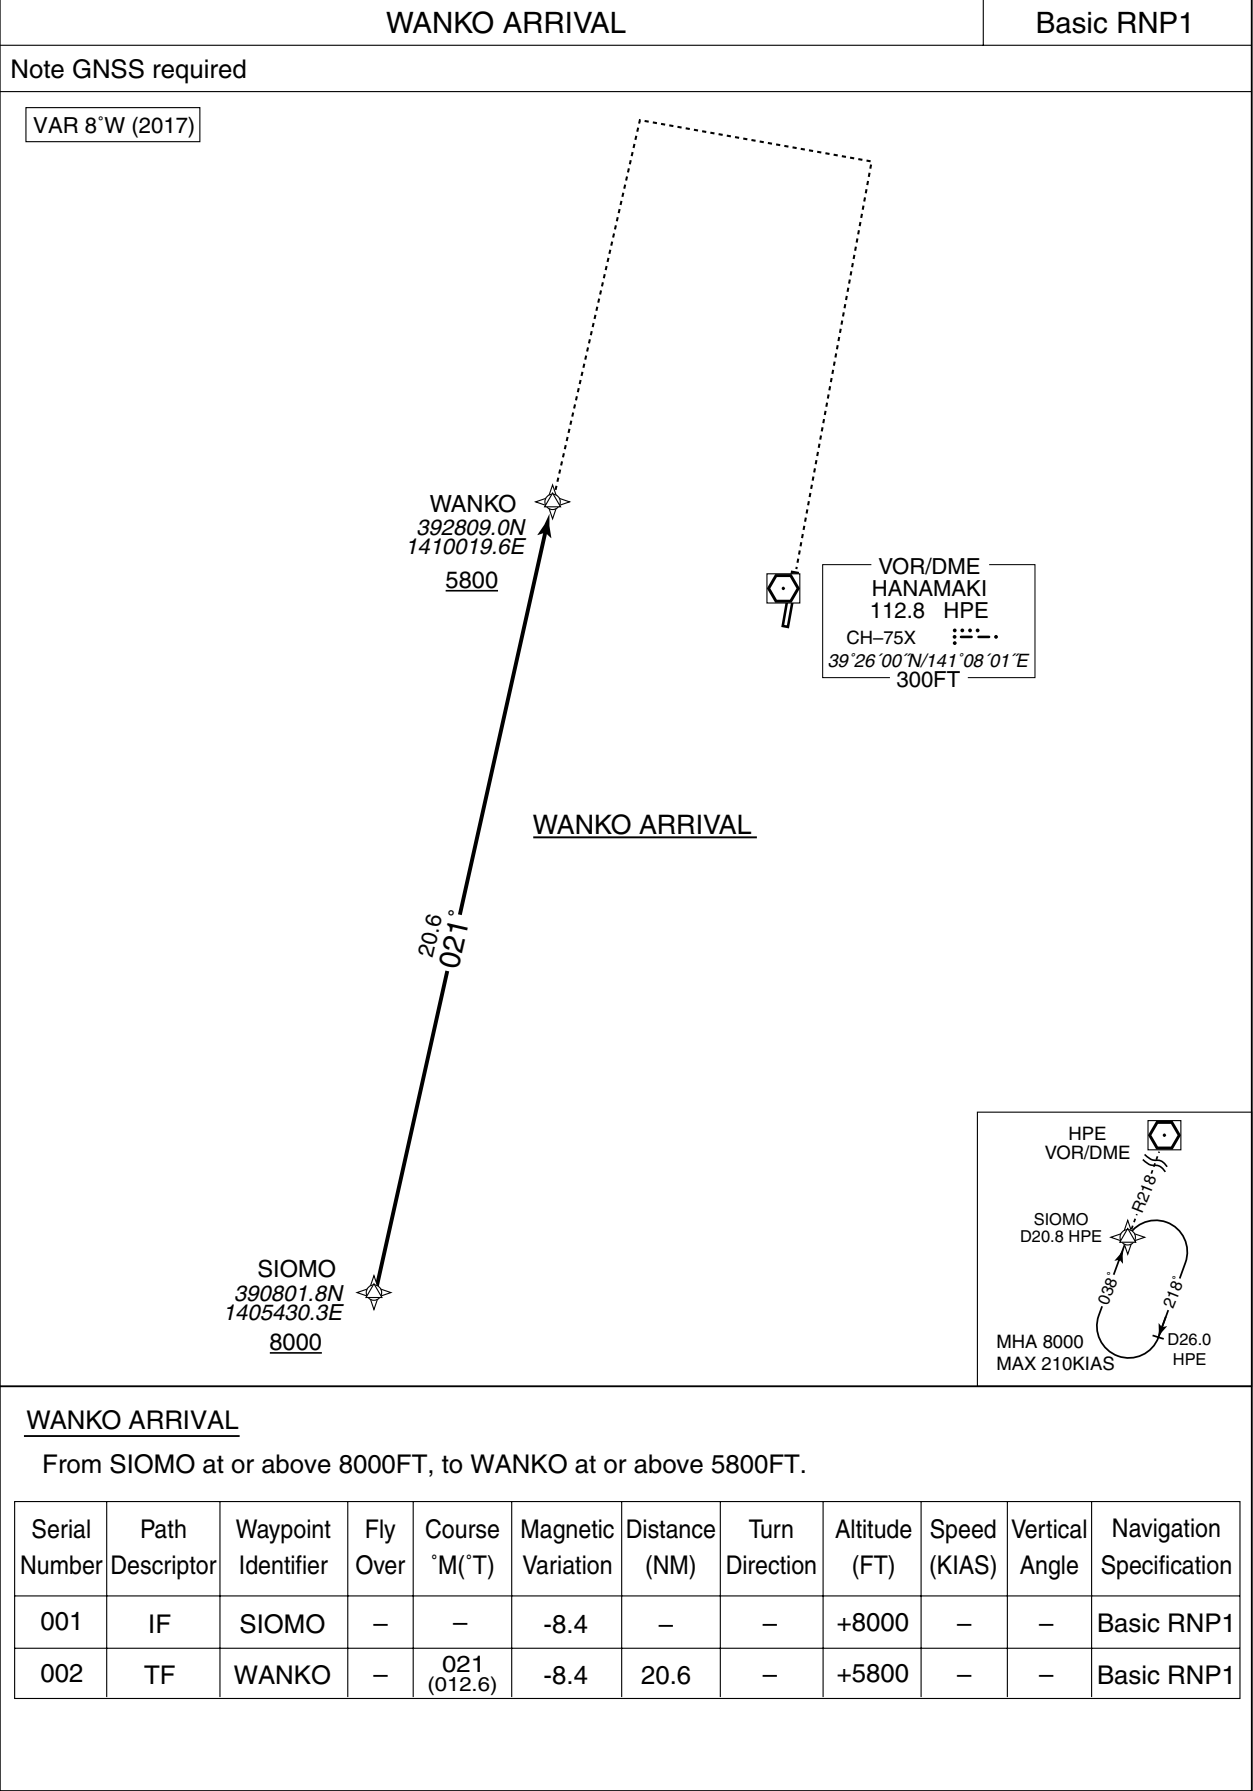 WANKO ARRIVAL
Basic RNP1
Note GNSS required
VAR 8˚W (2017)
WANKO
392809.0N
1410019.6E
5800
VOR/DME
HANAMAKI
112.8 HPE
CH–75X
39˚26´00˝N/141˚08´01˝E
300FT
WANKO ARRIVAL
20.6
021˚
SIOMO
390801.8N
1405430.3E
8000
HPE
VOR/DME
R218
SIOMO
D20.8 HPE
038˚
218˚
MHA 8000
MAX 210KIAS
D26.0
HPE
WANKO ARRIVAL
From SIOMO at or above 8000FT, to WANKO at or above 5800FT.
Serial Number Path Descriptor Waypoint Identifier Fly Over Course ˚M(˚T) Magnetic Variation Distance (NM) Turn Direction Altitude (FT) Speed (KIAS) Vertical Angle Navigation Specification
001 IF SIOMO – – -8.4 – – +8000 – – Basic RNP1
002 TF WANKO – 021 (012.6) -8.4 20.6 – +5800 – – Basic RNP1